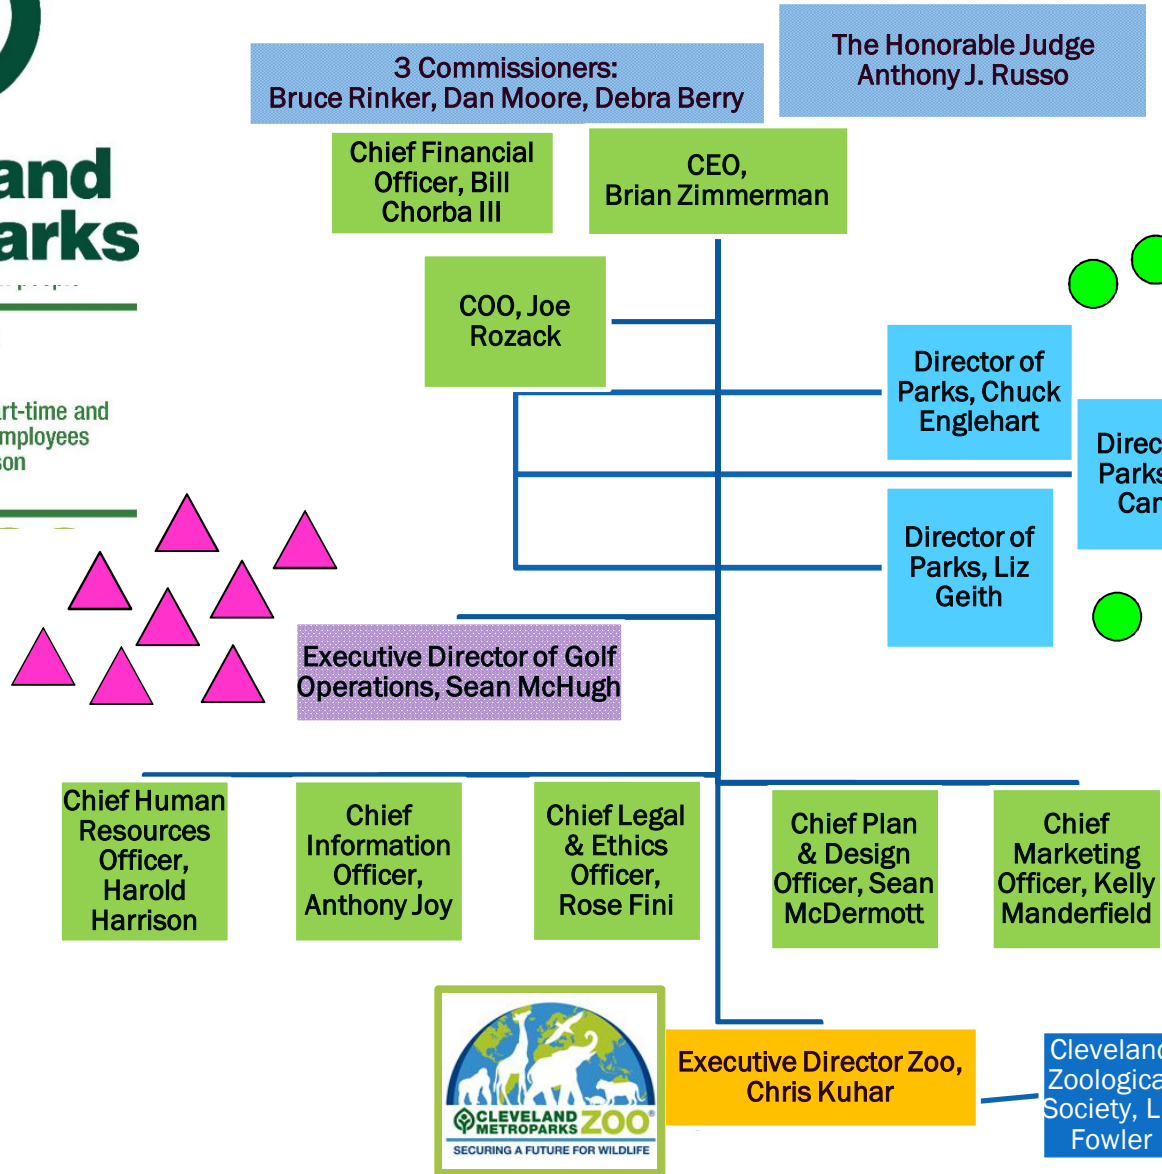 The Honorable Judge
Anthony J. Russo
3 Commissioners:
Bruce Rinker, Dan Moore, Debra Berry
Chief Financial
Officer, Bill
Chorba III
CEO,
Brian Zimmerman
and
arks
COO, Joe
Rozack
Director of
Parks, Chuck
Englehart
rt-time and
mployees
son
Direc
Parks
Car
Director of
Parks, Liz
Geith
Executive Director of Golf
Operations, Sean McHugh
Chief Human
Resources
Officer,
Harold
Harrison
Chief
Information
Officer,
Anthony Joy
Chief Legal
& Ethics
Officer,
Rose Fini
Chief Plan
& Design
Officer, Sean
McDermott
Chief
Marketing
Officer, Kelly
Manderfield
CLEVELAND
METROPARKS ZOO
SECURING A FUTURE FOR WILDLIFE
Executive Director Zoo,
Chris Kuhar
Cleveland
Zoologica
Society, L
Fowler